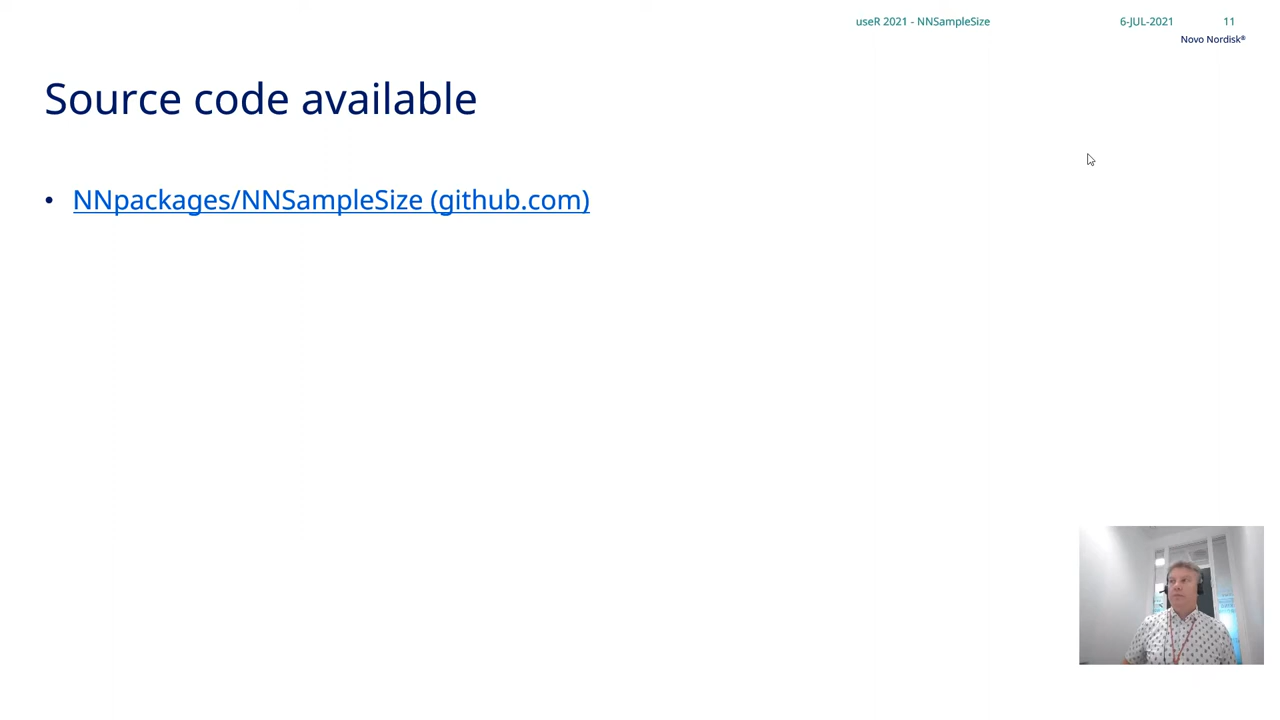 useR 2021 - NNSampleSize 6-JUL-2021 11
Novo Nordisk®
Source code available
• NNpackages/NNSampleSize (github.com)